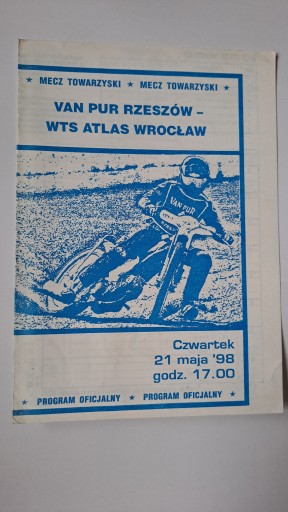 ★ MECZ TOWARZYSKI ★ MECZ TOWARZYSKI ★
VAN PUR RZESZÓW –
WTS ATLAS WROCŁAW
VAN PUR
Czwartek
21 maja '98
godz. 17.00
★ PROGRAM OFICJALNY ★ PROGRAM OFICJALNY ★